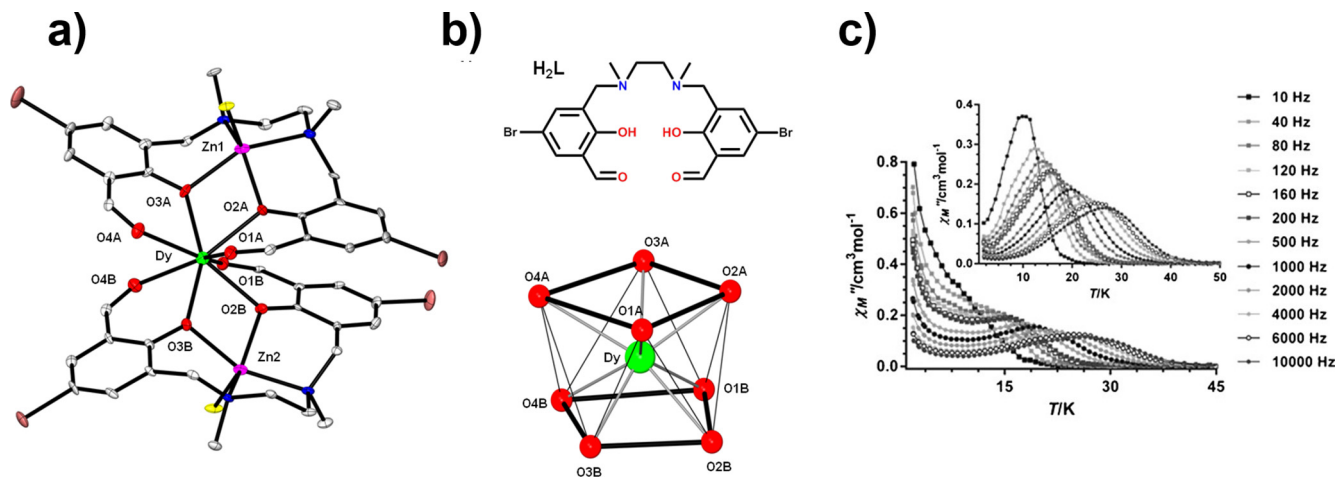 a)
Zn1
O3A
O2A
O4A
O1A
Dy
O4B
O1B
O2B
O3B
Zn2
b)
H2L
N
N
Br
OH
HO
Br
O
O
O3A
O4A
O2A
O1A
Dy
O1B
O4B
O3B
O2B
c)
χM''/cm³mol⁻¹
0.8
0.6
0.4
0.2
0.0
15
30
45
T/K
χM''/cm³mol⁻¹
0.4
0.3
0.2
0.1
0.0
10
20
30
40
50
T/K
10 Hz
40 Hz
80 Hz
120 Hz
160 Hz
200 Hz
500 Hz
1000 Hz
2000 Hz
4000 Hz
6000 Hz
10000 Hz